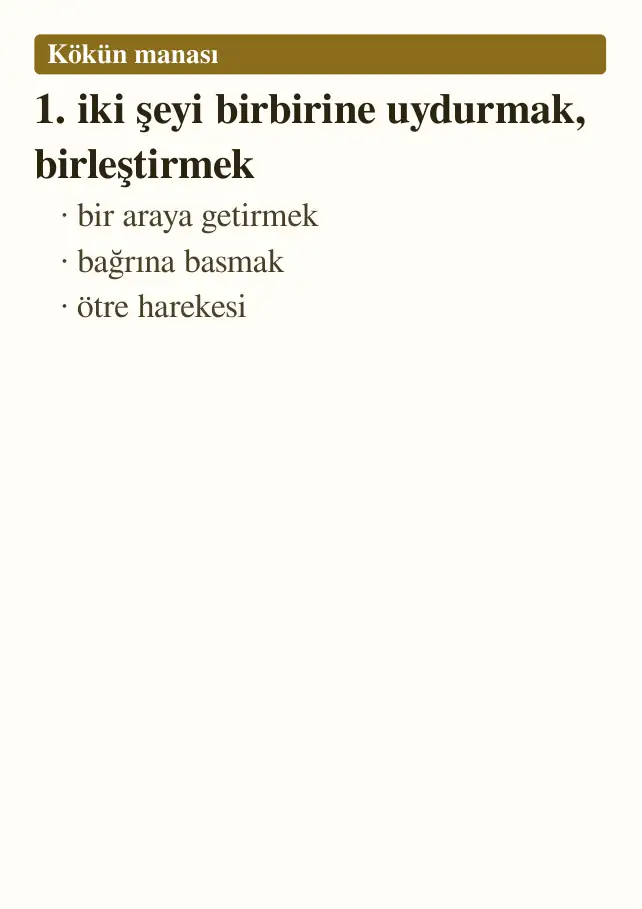 Kökün manası
1. iki şeyi birbirine uydurmak,
birleştirmek
· bir araya getirmek
· bağrına basmak
· ötre harekesi